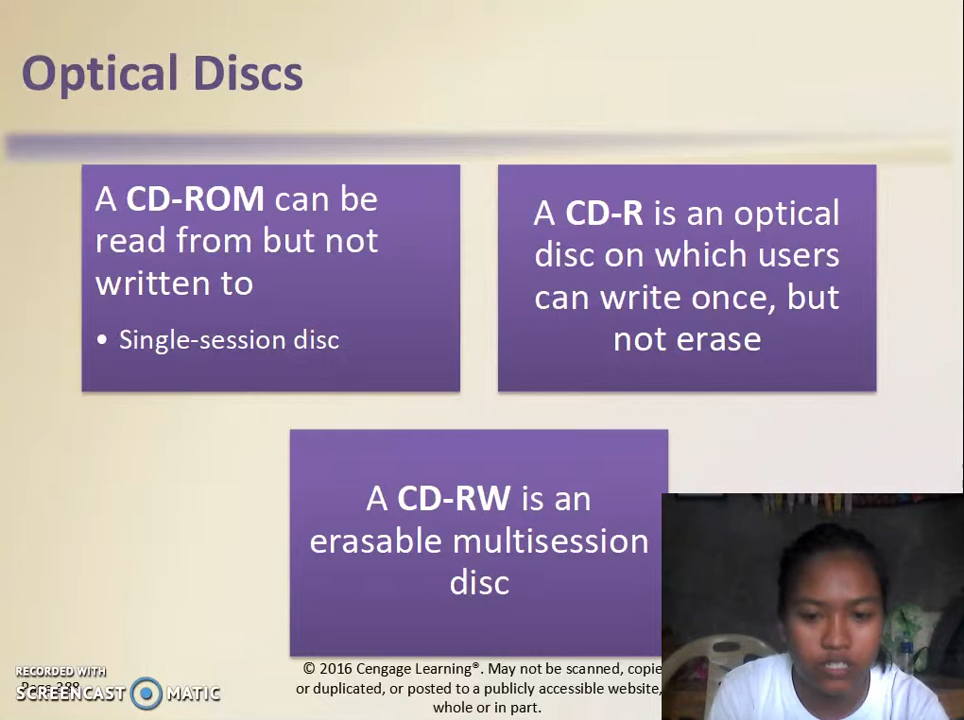 Optical Discs
A CD-ROM can be
read from but not
written to
• Single-session disc
A CD-R is an optical
disc on which users
can write once, but
not erase
A CD-RW is an
erasable multisession
disc
RECORDED WITH
SCREENCAST MATIC
© 2016 Cengage Learning®. May not be scanned, copie
or duplicated, or posted to a publicly accessible website,
whole or in part.